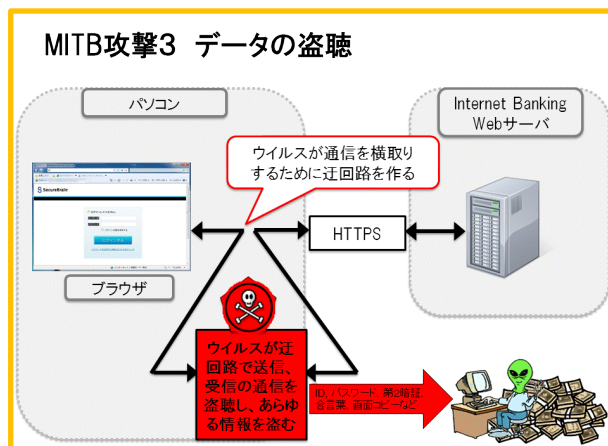 MITB攻撃3 データの盗聴
パソコン
Internet Banking
Webサーバ
ウイルスが通信を横取り
するために迂回路を作る
SecureBrain
HTTPS
ブラウザ
ウイルスが迂
回路で送信、
受信の通信を
盗聴し、あらゆ
る情報を盗む
ID, パスワード, 第2暗証,
合言葉, 画面コピーなど